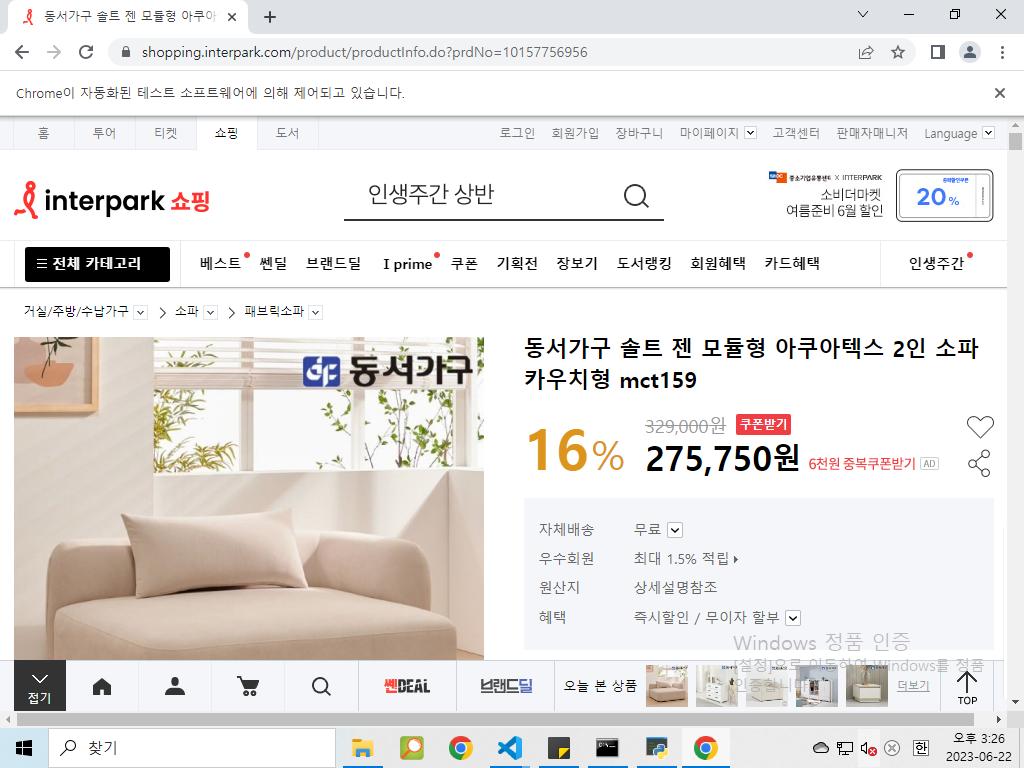 동서가구 솔트 젠 모듈형 아쿠아
shopping.interpark.com/product/productInfo.do?prdNo=10157756956
Chrome이 자동화된 테스트 소프트웨어에 의해 제어되고 있습니다.
홈 투어 티켓 쇼핑 도서 로그인 회원가입 장바구니 마이페이지 고객센터 판매자매니저 Language
interpark 쇼핑
인생주간 상반
중소기업유통센터 X INTERPARK
소비더마켓
여름준비 6월 할인
20%
전체 카테고리 베스트 쎈딜 브랜드딜 I prime 쿠폰 기획전 장보기 도서랭킹 회원혜택 카드혜택 인생주간
거실/주방/수납가구 > 소파 > 패브릭소파
동서가구
동서가구 솔트 젠 모듈형 아쿠아텍스 2인 소파
카우치형 mct159
329,000원 쿠폰받기
16% 275,750원 6천원 중복쿠폰받기 AD
자체배송 무료
우수회원 최대 1.5% 적립
원산지 상세설명참조
혜택 즉시할인 / 무이자 할부
Windows 정품 인증
[설정]으로 이동하여 Windows를 정품
인증합니다.
접기
쎈DEAL
브랜드딜
오늘 본 상품
더보기
TOP
찾기
한
오후 3:26
2023-06-22